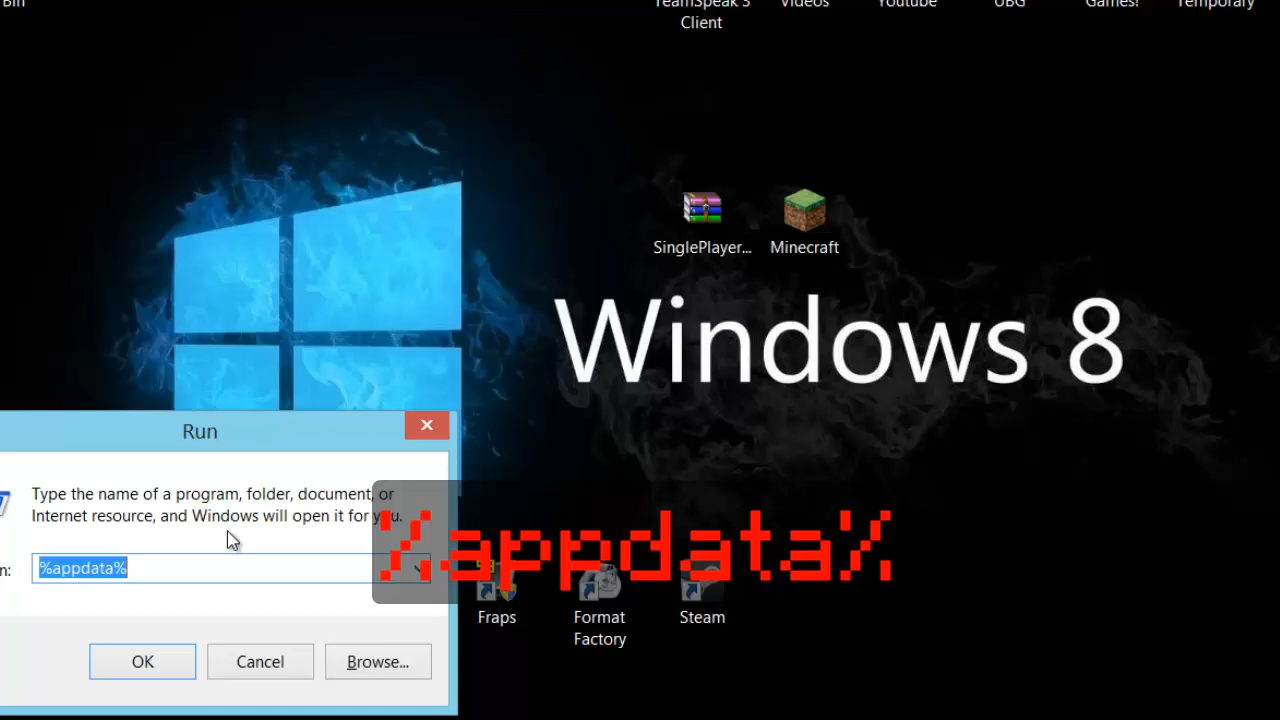 Bin
TeamSpeak 3
Client
Videos
Youtube
UBG
Games!
Temporary
SinglePlayer...
Minecraft
Windows 8
Run
Type the name of a program, folder, document, or
Internet resource, and Windows will open it for you.
n:
%appdata%
%appdata%
Fraps
Format
Factory
Steam
OK
Cancel
Browse...